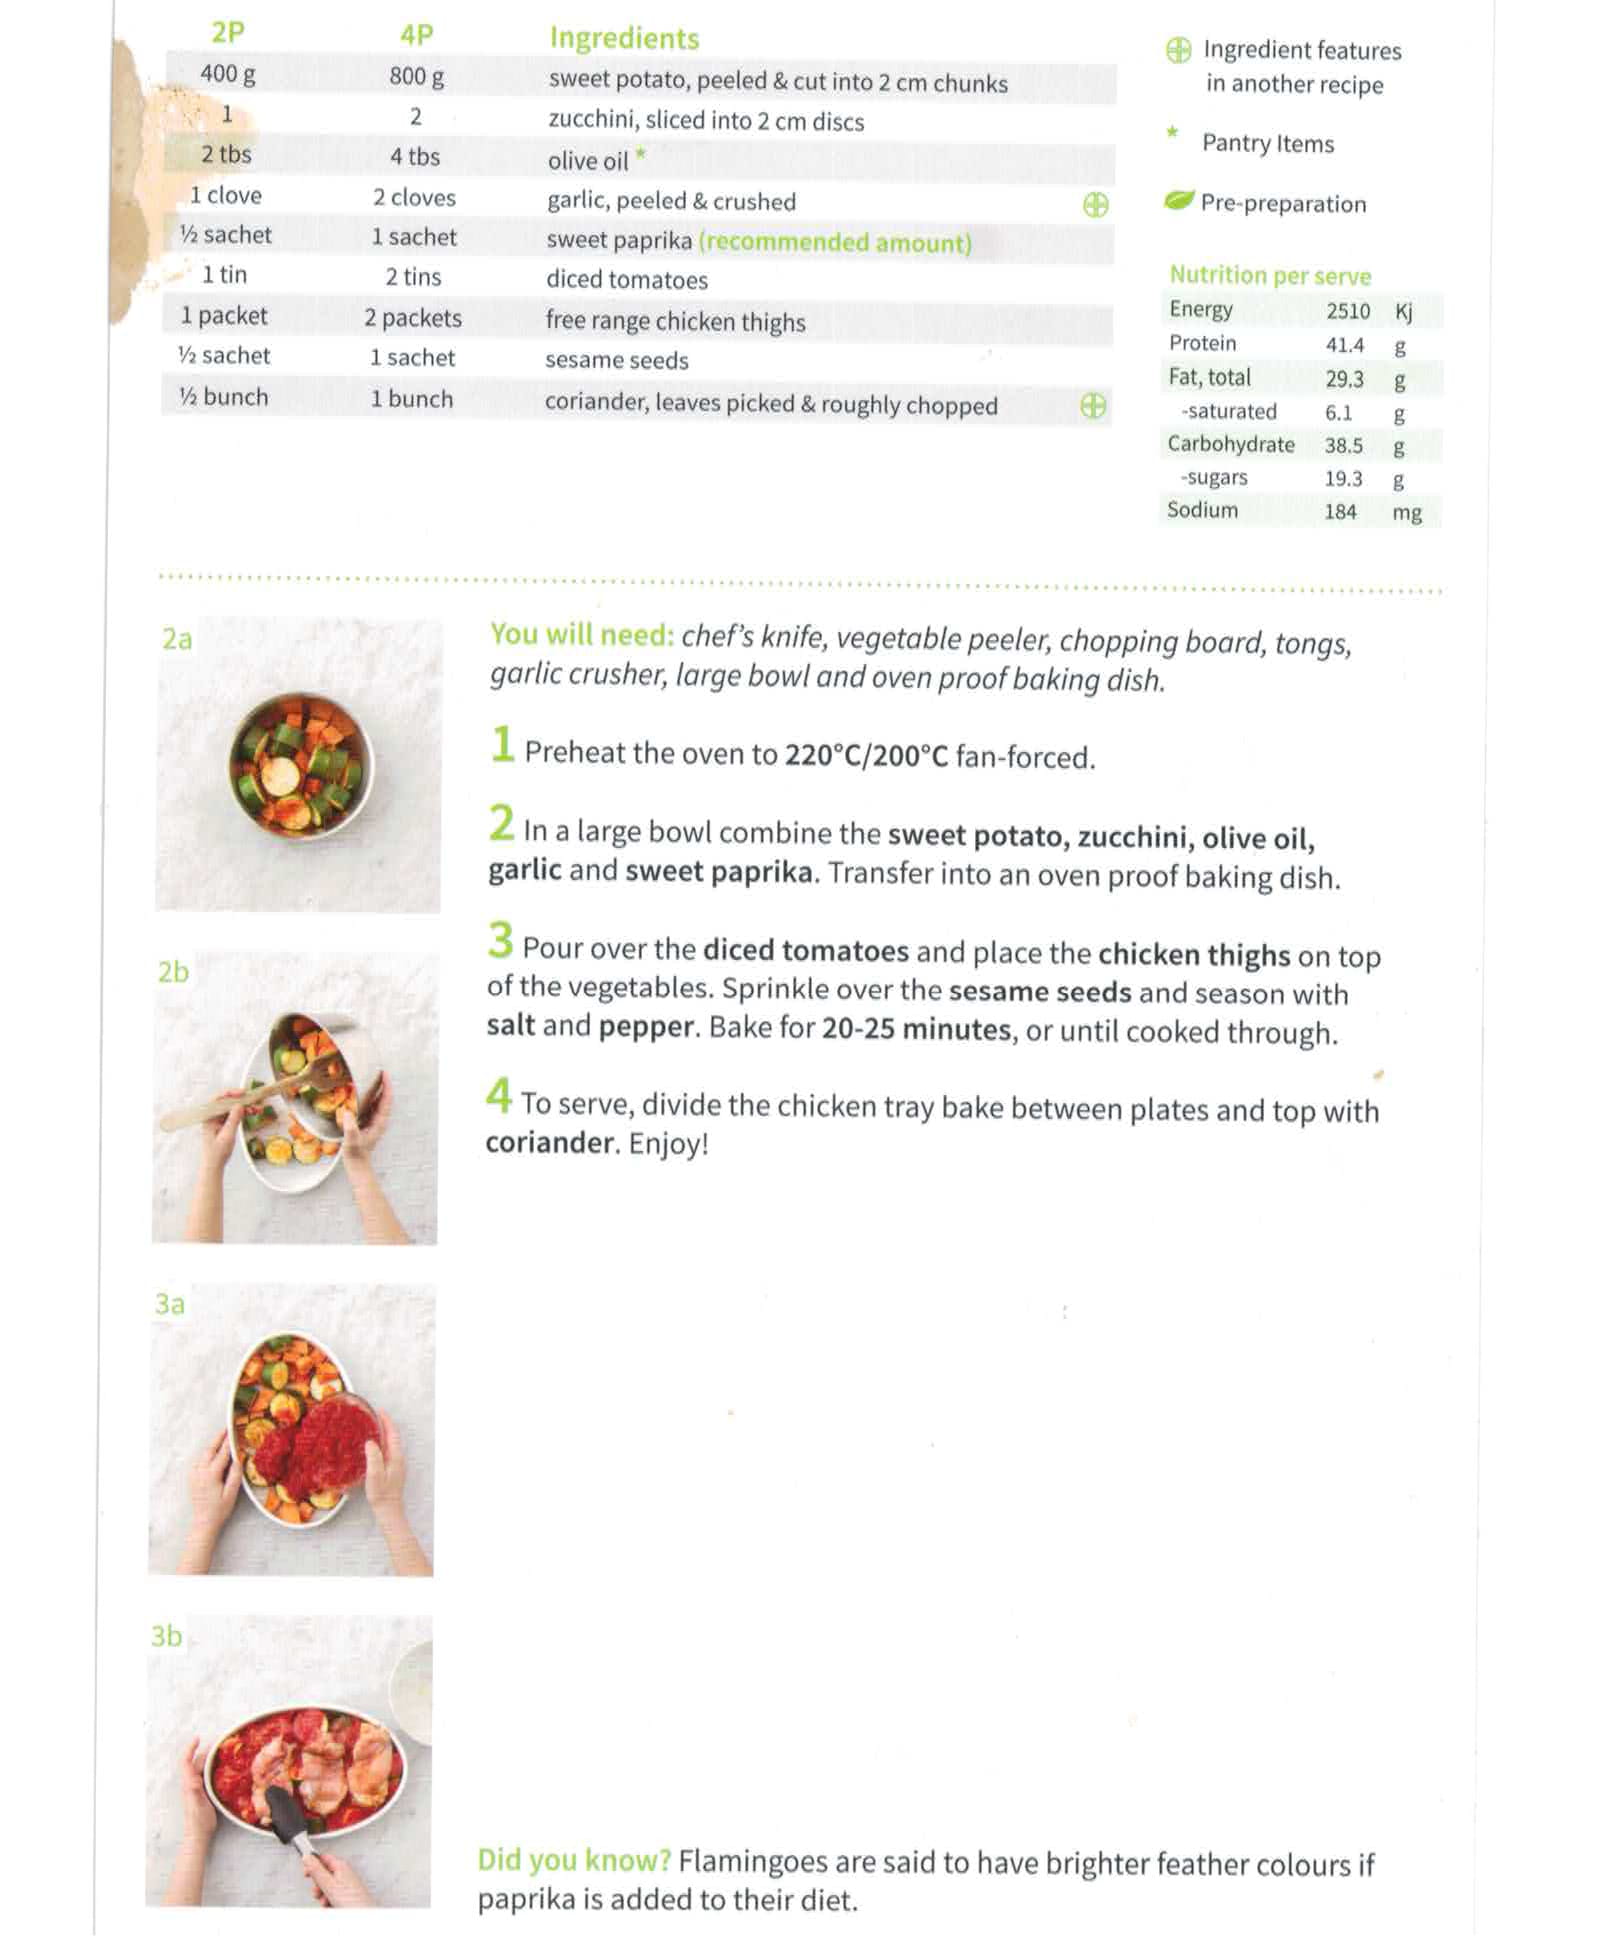 2P 4P Ingredients
400 g 800 g sweet potato, peeled & cut into 2 cm chunks
1 2 zucchini, sliced into 2 cm discs
2 tbs 4 tbs olive oil *
1 clove 2 cloves garlic, peeled & crushed
½ sachet 1 sachet sweet paprika (recommended amount)
1 tin 2 tins diced tomatoes
1 packet 2 packets free range chicken thighs
½ sachet 1 sachet sesame seeds
½ bunch 1 bunch coriander, leaves picked & roughly chopped
Ingredient features
in another recipe
* Pantry Items
Pre-preparation
Nutrition per serve
Energy 2510 Kj
Protein 41.4 g
Fat, total 29.3 g
-saturated 6.1 g
Carbohydrate 38.5 g
-sugars 19.3 g
Sodium 184 mg
2a
You will need: chef's knife, vegetable peeler, chopping board, tongs,
garlic crusher, large bowl and oven proof baking dish.
1 Preheat the oven to 220°C/200°C fan-forced.
2 In a large bowl combine the sweet potato, zucchini, olive oil,
garlic and sweet paprika. Transfer into an oven proof baking dish.
2b
3 Pour over the diced tomatoes and place the chicken thighs on top
of the vegetables. Sprinkle over the sesame seeds and season with
salt and pepper. Bake for 20-25 minutes, or until cooked through.
4 To serve, divide the chicken tray bake between plates and top with
coriander. Enjoy!
3a
3b
Did you know? Flamingoes are said to have brighter feather colours if
paprika is added to their diet.